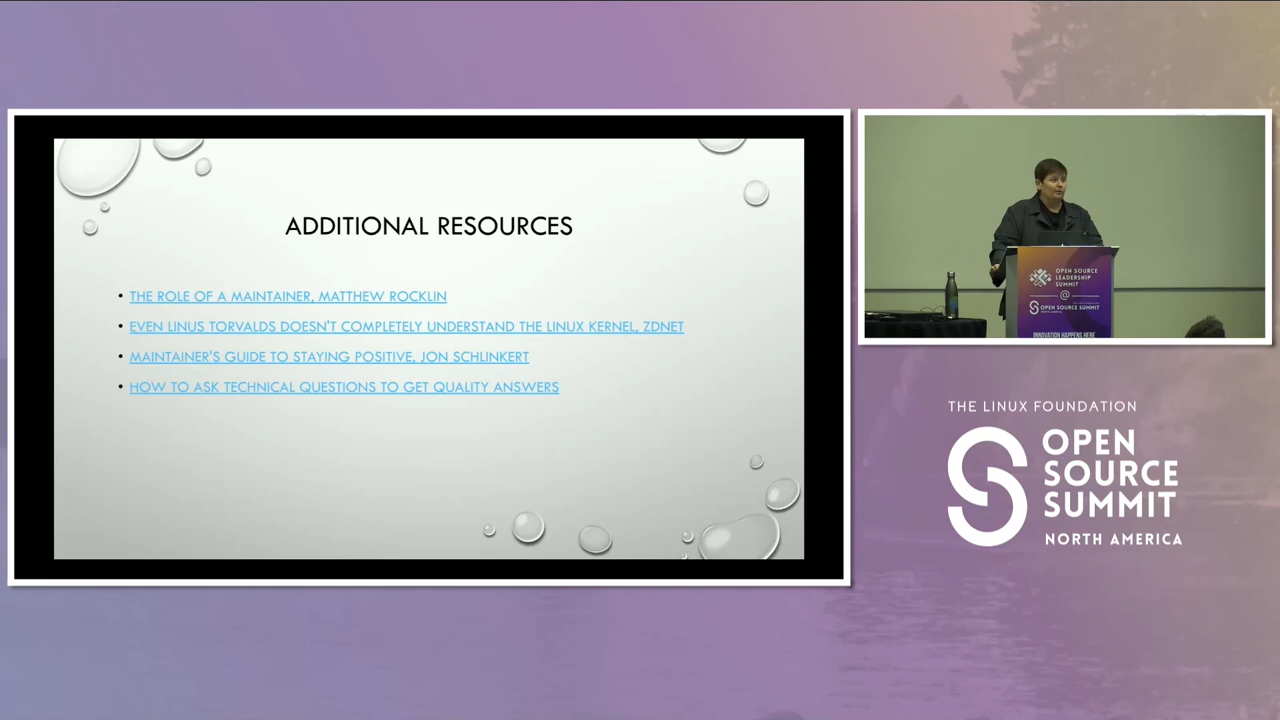 ADDITIONAL RESOURCES
• THE ROLE OF A MAINTAINER, MATTHEW ROCKLIN
• EVEN LINUS TORVALDS DOESN'T COMPLETELY UNDERSTAND THE LINUX KERNEL, ZDNET
• MAINTAINER'S GUIDE TO STAYING POSITIVE, JON SCHLINKERT
• HOW TO ASK TECHNICAL QUESTIONS TO GET QUALITY ANSWERS
OPEN SOURCE
LEADERSHIP
SUMMIT
@
OPEN SOURCE SUMMIT
INNOVATION HAPPENS HERE
THE LINUX FOUNDATION
OPEN
SOURCE
SUMMIT
NORTH AMERICA